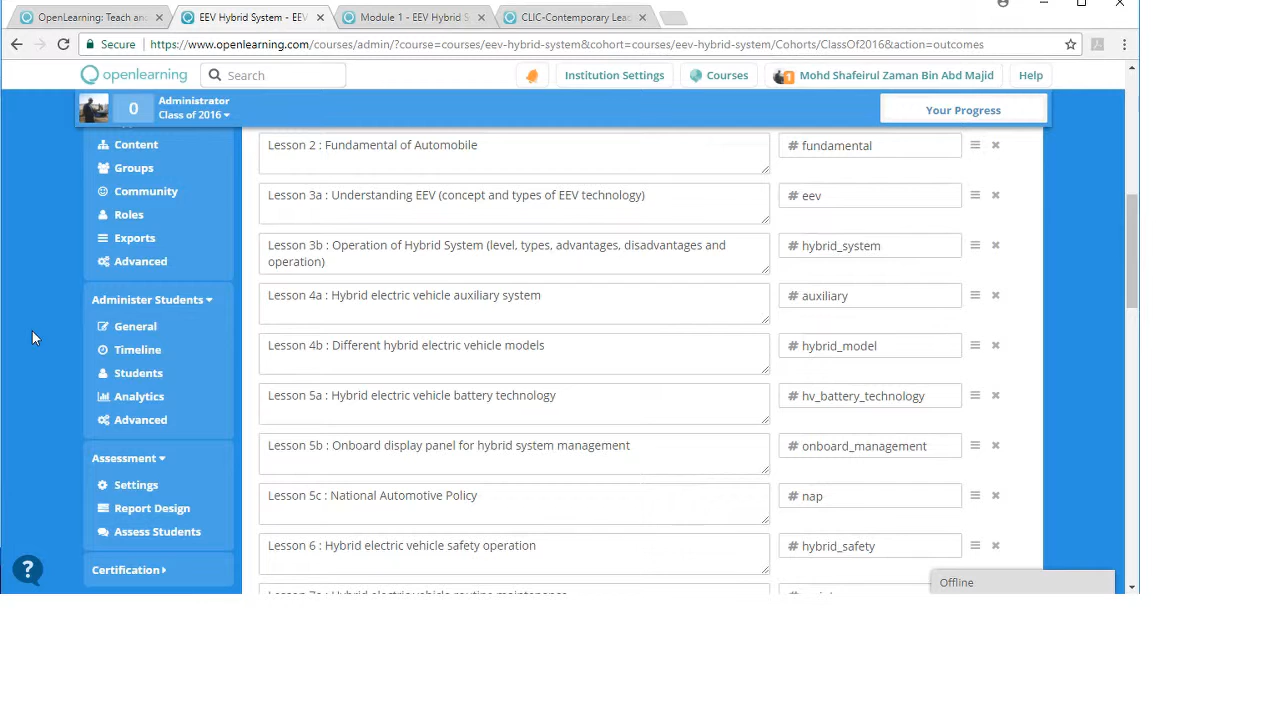 OpenLearning: Teach an
EEV Hybrid System - EEV
Module 1 - EEV Hybrid S
CLIC-Contemporary Lea
Secure
https://www.openlearning.com/courses/admin/?course=courses/eev-hybrid-system&cohort=courses/eev-hybrid-system/Cohorts/ClassOf2016&action=outcomes
openlearning
Search
Institution Settings
Courses
1
Mohd Shafeirul Zaman Bin Abd Majid
Help
0
Administrator
Class of 2016
Your Progress
Content
Groups
Community
Roles
Exports
Advanced
Administer Students
General
Timeline
Students
Analytics
Advanced
Assessment
Settings
Report Design
Assess Students
Certification
Lesson 2 : Fundamental of Automobile
# fundamental
Lesson 3a : Understanding EEV (concept and types of EEV technology)
# eev
Lesson 3b : Operation of Hybrid System (level, types, advantages, disadvantages and
operation)
# hybrid_system
Lesson 4a : Hybrid electric vehicle auxiliary system
# auxiliary
Lesson 4b : Different hybrid electric vehicle models
# hybrid_model
Lesson 5a : Hybrid electric vehicle battery technology
# hv_battery_technology
Lesson 5b : Onboard display panel for hybrid system management
# onboard_management
Lesson 5c : National Automotive Policy
# nap
Lesson 6 : Hybrid electric vehicle safety operation
# hybrid_safety
Lesson 7a : Hybrid electric vehicle routine maintenance
Offline
?